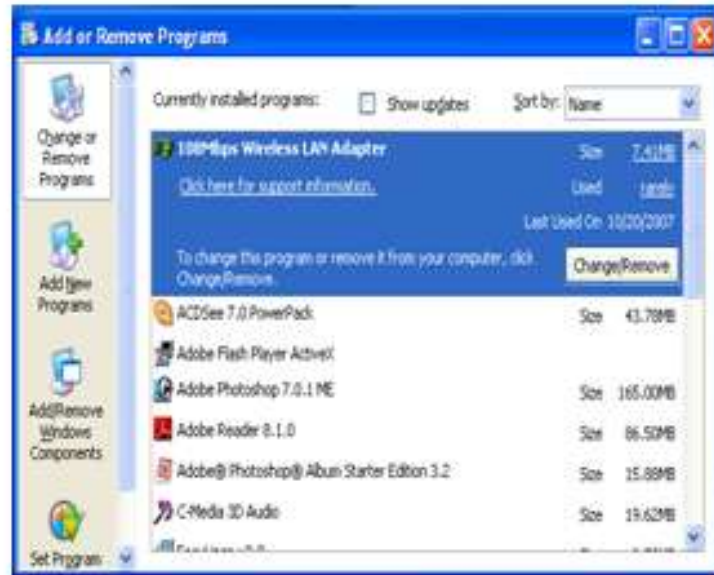 Add or Remove Programs
Change or
Remove
Programs
Add New
Programs
Add/Remove
Windows
Components
Set Program
Currently installed programs:
Show updates
Sort by: Name
108Mbps Wireless LAN Adapter Size 7.41MB
Click here for support information. Used rarely
Last Used On 10/20/2007
To change this program or remove it from your computer, click
Change/Remove.
Change/Remove
ACDSee 7.0 PowerPack Size 43.78MB
Adobe Flash Player ActiveX
Adobe Photoshop 7.0.1 ME Size 165.00MB
Adobe Reader 8.1.0 Size 86.50MB
Adobe® Photoshop® Album Starter Edition 3.2 Size 15.88MB
C-Media 3D Audio Size 19.62MB